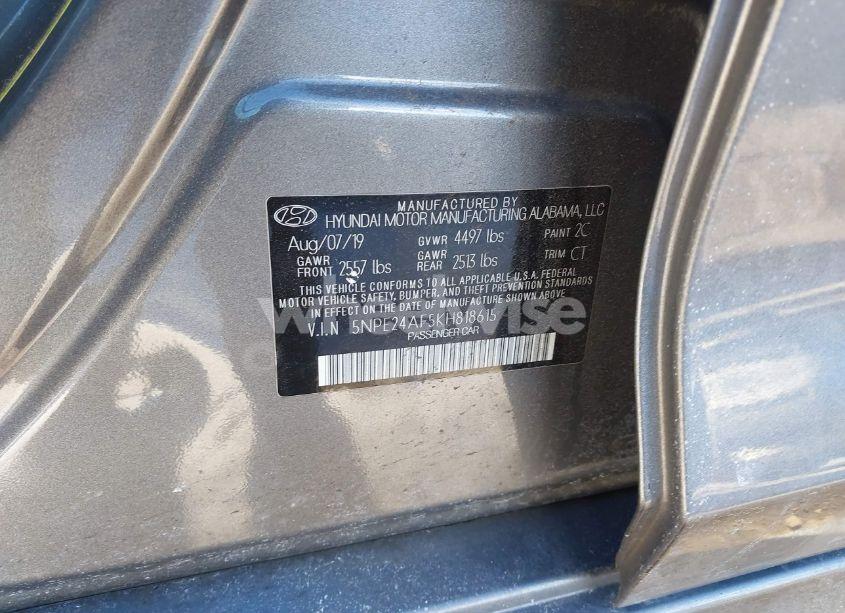 MANUFACTURED BY
HYUNDAI MOTOR MANUFACTURING ALABAMA, LLC
Aug/07/19 GVWR 4497 lbs PAINT 2C
GAWR FRONT 2557 lbs GAWR REAR 2513 lbs TRIM CT
THIS VEHICLE CONFORMS TO ALL APPLICABLE U.S.A. FEDERAL
MOTOR VEHICLE SAFETY, BUMPER, AND THEFT PREVENTION STANDARDS
IN EFFECT ON THE DATE OF MANUFACTURE SHOWN ABOVE
V.I.N 5NPE24AF5KH818615
PASSENGER CAR